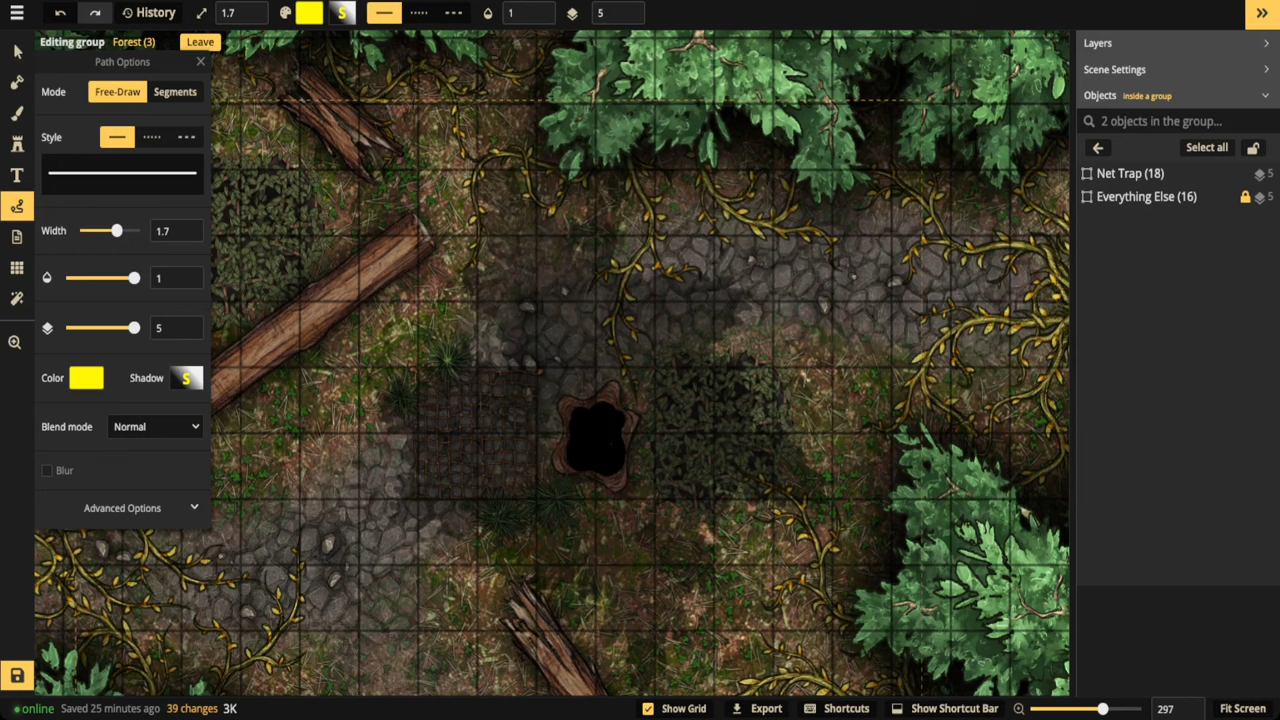 History
1.7
S
1
5
Editing group Forest (3) Leave
Path Options
Mode Free-Draw Segments
Style
Width 1.7
1
5
Color Shadow S
Blend mode Normal
Blur
Advanced Options
Layers
Scene Settings
Objects inside a group
2 objects in the group...
Select all
Net Trap (18) 5
Everything Else (16) 5
online Saved 25 minutes ago 39 changes 3K
Show Grid
Export
Shortcuts
Show Shortcut Bar
297
Fit Screen